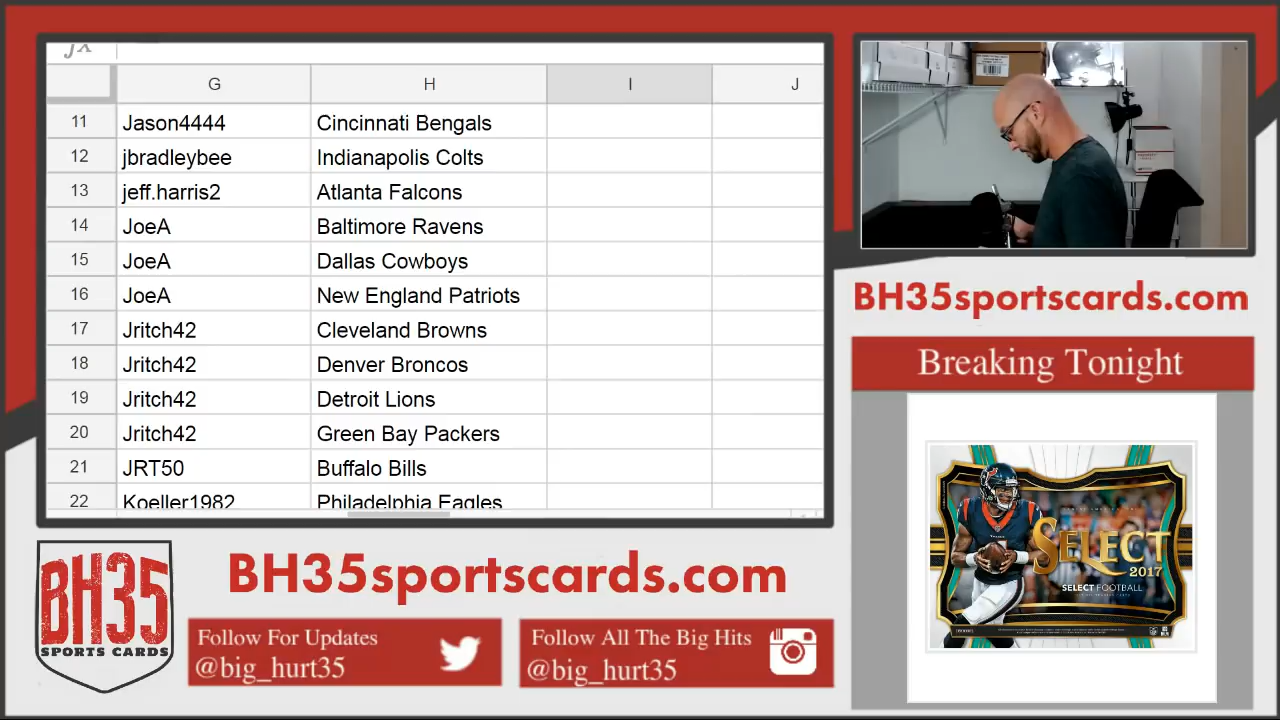 fx
G H I J
11 Jason4444 Cincinnati Bengals
12 jbradleybee Indianapolis Colts
13 jeff.harris2 Atlanta Falcons
14 JoeA Baltimore Ravens
15 JoeA Dallas Cowboys
16 JoeA New England Patriots
17 Jritch42 Cleveland Browns
18 Jritch42 Denver Broncos
19 Jritch42 Detroit Lions
20 Jritch42 Green Bay Packers
21 JRT50 Buffalo Bills
22 Koeller1982 Philadelphia Eagles
BH35sportscards.com
Breaking Tonight
SELECT
2017
SELECT FOOTBALL
BH35
SPORTS CARDS
BH35sportscards.com
Follow For Updates
@big_hurt35
Follow All The Big Hits
@big_hurt35